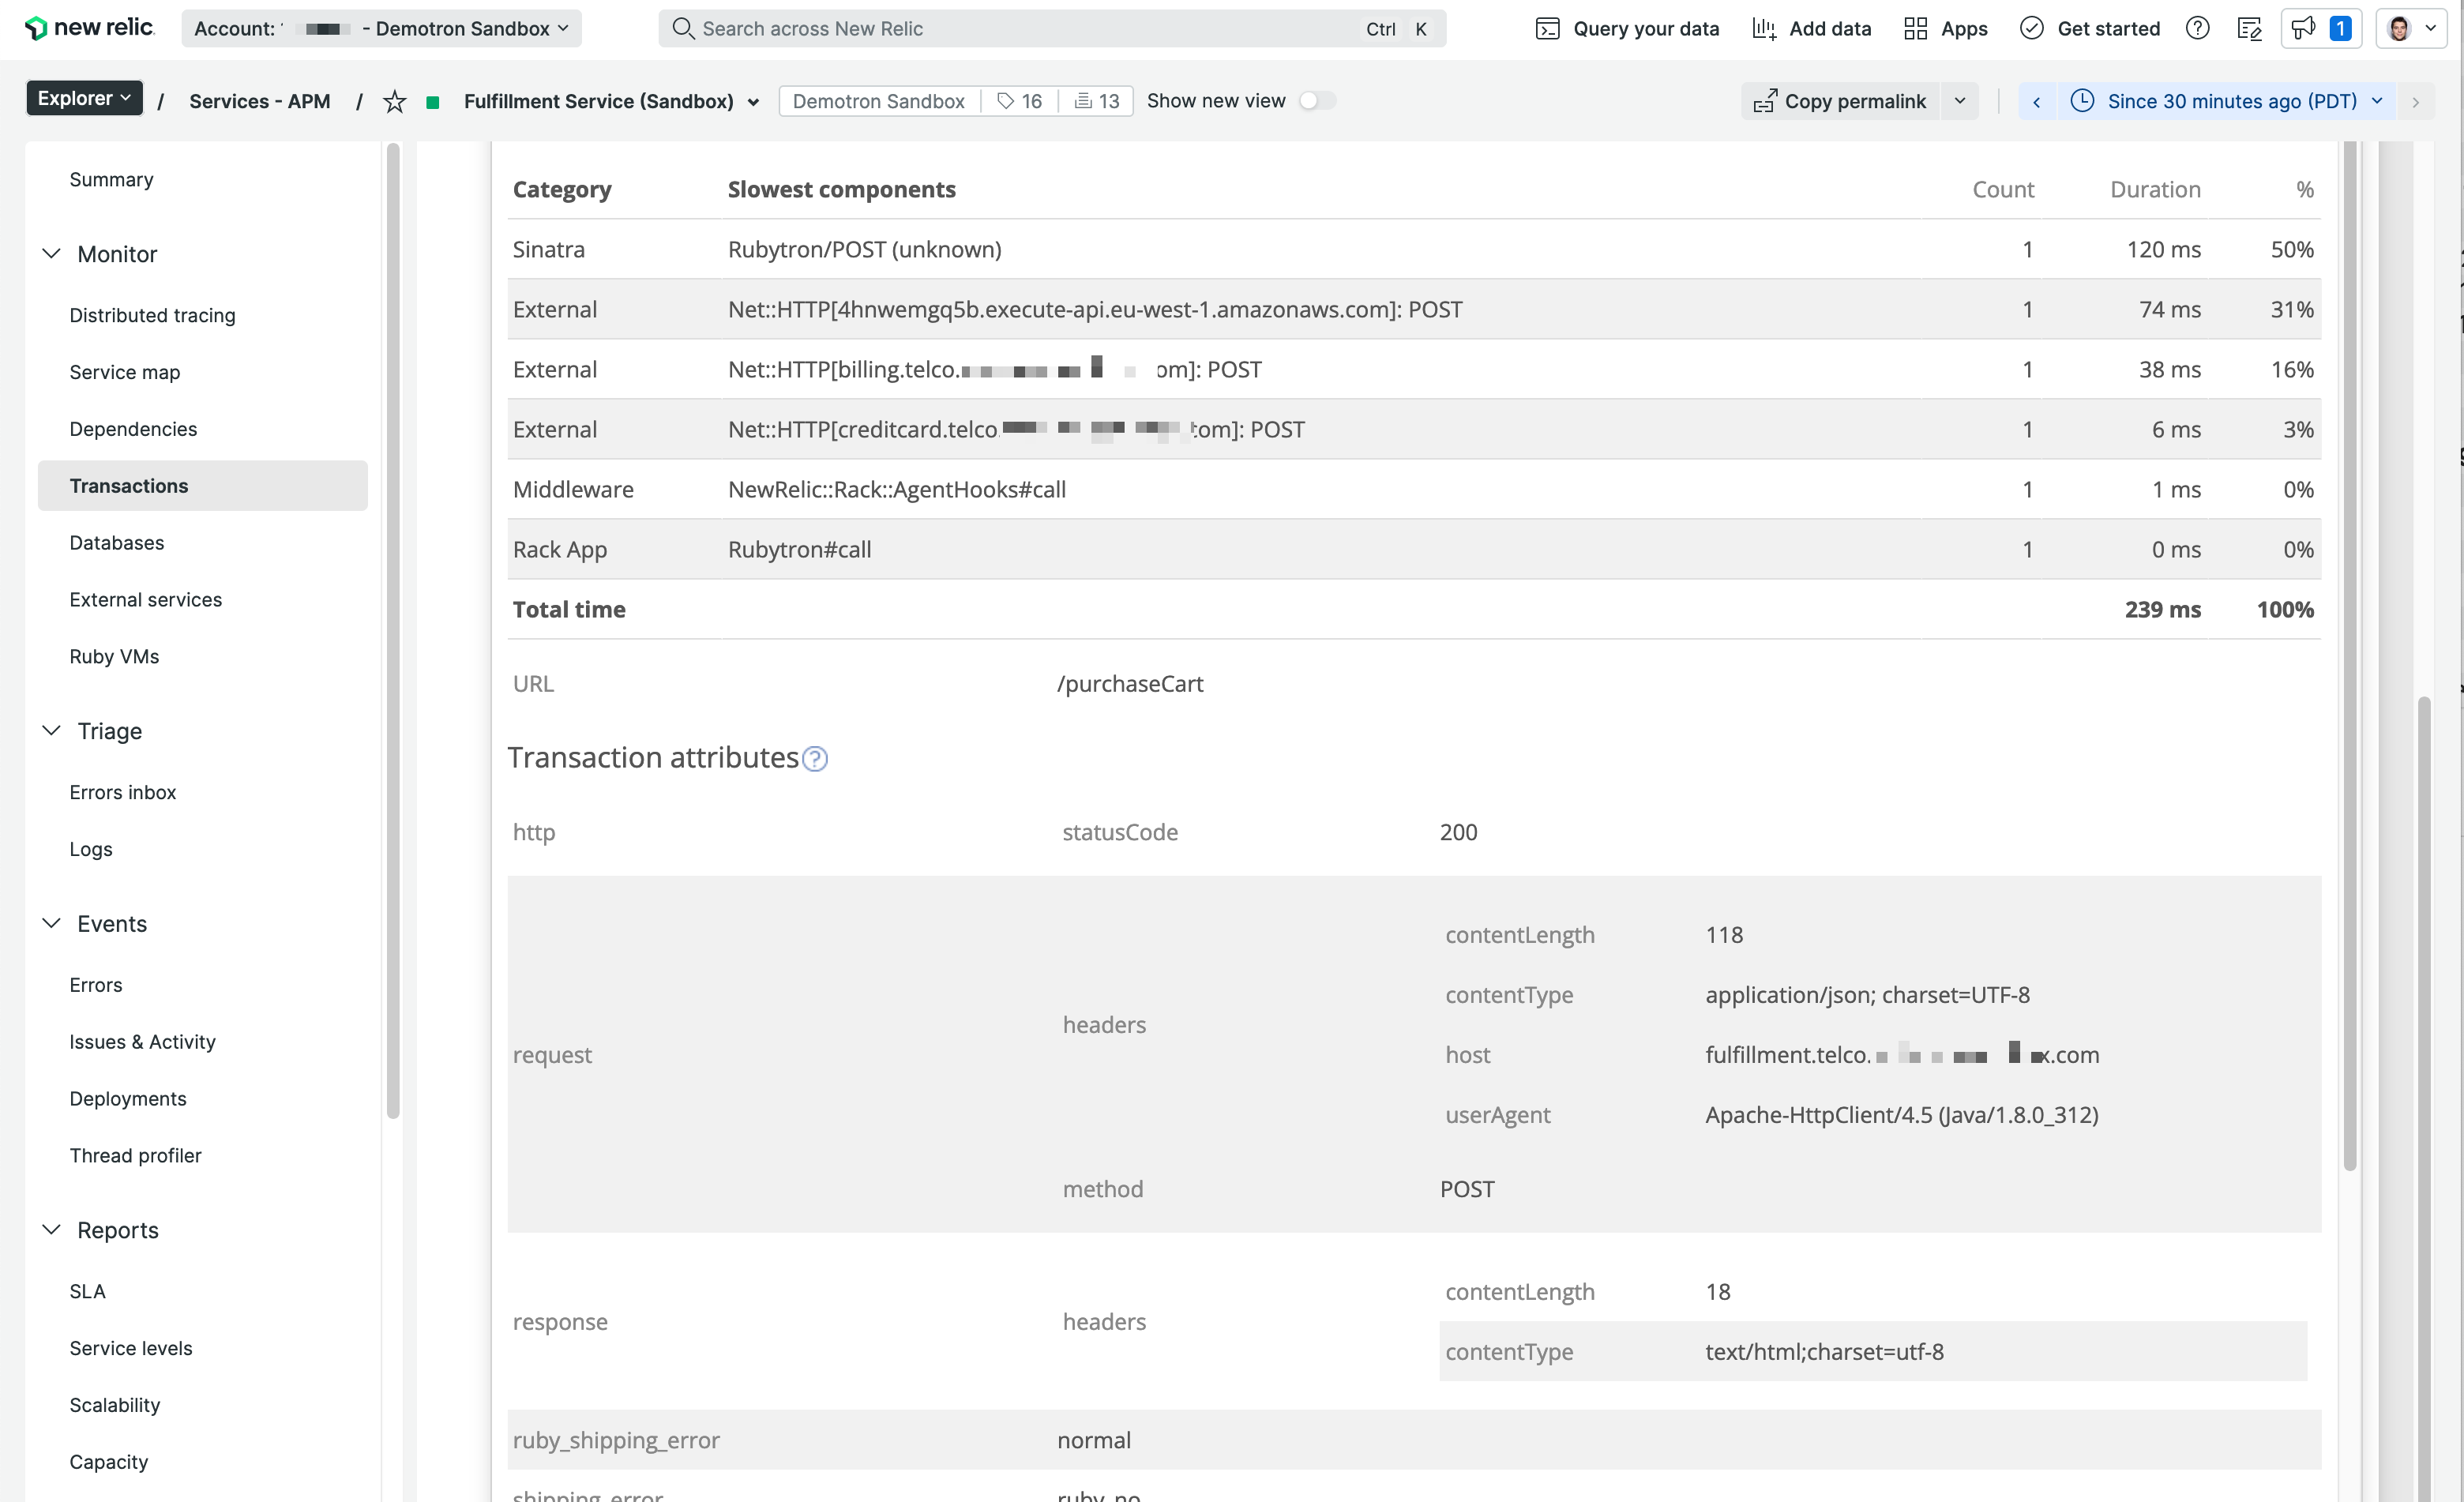 new relic.
Account: - Demotron Sandbox
Search across New Relic
Ctrl K
Query your data
Add data
Apps
Get started
1
Explorer / Services - APM / Fulfillment Service (Sandbox)
Demotron Sandbox 16 13
Show new view
Copy permalink
Since 30 minutes ago (PDT)
Summary
Monitor
Distributed tracing
Service map
Dependencies
Transactions
Databases
External services
Ruby VMs
Triage
Errors inbox
Logs
Events
Errors
Issues & Activity
Deployments
Thread profiler
Reports
SLA
Service levels
Scalability
Capacity
Category Slowest components Count Duration %
Sinatra Rubytron/POST (unknown) 1 120 ms 50%
External Net::HTTP[4hnwemgq5b.execute-api.eu-west-1.amazonaws.com]: POST 1 74 ms 31%
External Net::HTTP[billing.telco. om]: POST 1 38 ms 16%
External Net::HTTP[creditcard.telco. com]: POST 1 6 ms 3%
Middleware NewRelic::Rack::AgentHooks#call 1 1 ms 0%
Rack App Rubytron#call 1 0 ms 0%
Total time 239 ms 100%
URL /purchaseCart
Transaction attributes ?
http statusCode 200
request headers contentLength 118
contentType application/json; charset=UTF-8
host fulfillment.telco. x.com
userAgent Apache-HttpClient/4.5 (Java/1.8.0_312)
method POST
response headers contentLength 18
contentType text/html;charset=utf-8
ruby_shipping_error normal
shipping_error ruby_no